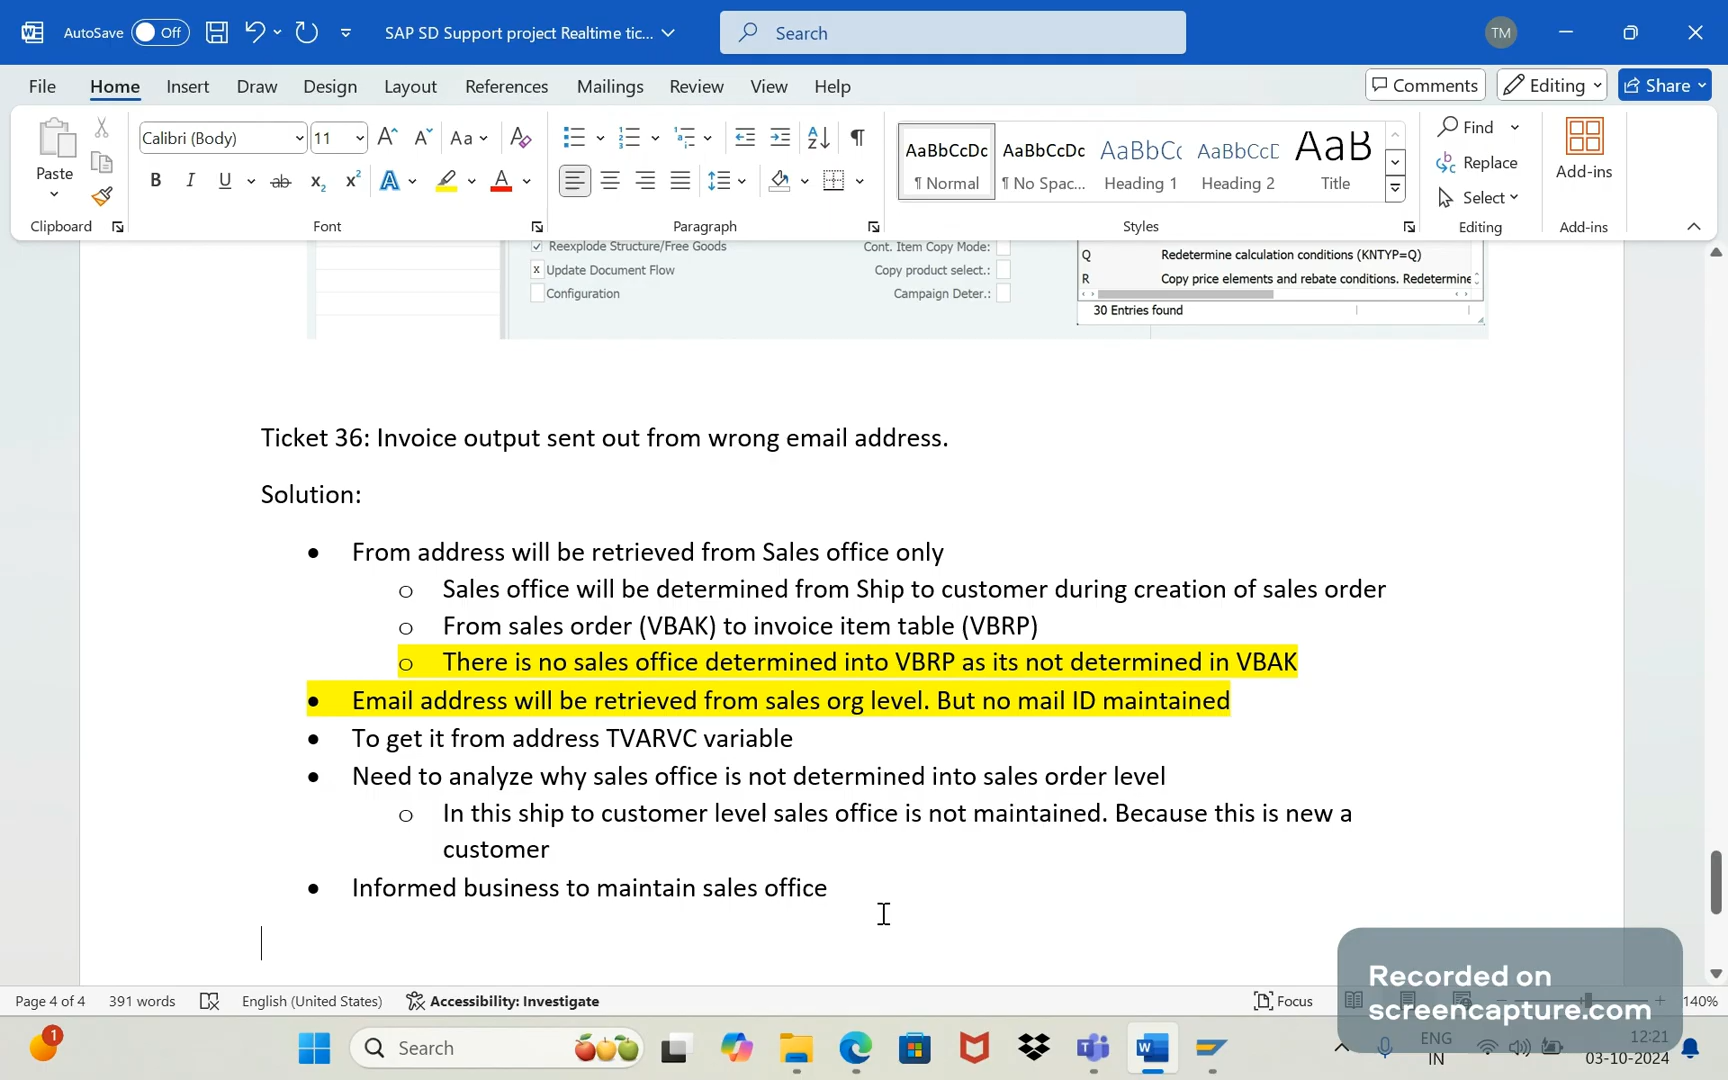 AutoSave Off SAP SD Support project Realtime tic... Search TM
File Home Insert Draw Design Layout References Mailings Review View Help Comments Editing Share
Calibri (Body) 11 Aa
AaBbCcDc AaBbCcDc AaBbCc AaBbCcD AaB
Find
Replace
Select
Paste
B I U ab x₂ x² A A
¶ Normal ¶ No Spac... Heading 1 Heading 2 Title
Add-ins
Clipboard Font Paragraph Styles Editing Add-ins
Reexplode Structure/Free Goods Cont. Item Copy Mode: Q Redetermine calculation conditions (KNTYP=Q)
x Update Document Flow Copy product select.: R Copy price elements and rebate conditions. Redetermine
Configuration Campaign Deter.: 30 Entries found
Ticket 36: Invoice output sent out from wrong email address.
Solution:
• From address will be retrieved from Sales office only
o Sales office will be determined from Ship to customer during creation of sales order
o From sales order (VBAK) to invoice item table (VBRP)
o There is no sales office determined into VBRP as its not determined in VBAK
• Email address will be retrieved from sales org level. But no mail ID maintained
• To get it from address TVARVC variable
• Need to analyze why sales office is not determined into sales order level
o In this ship to customer level sales office is not maintained. Because this is new a
customer
• Informed business to maintain sales office
Recorded on
screencapture.com
Page 4 of 4 391 words English (United States) Accessibility: Investigate Focus 140%
1 Search ENG
IN
12:21
03-10-2024